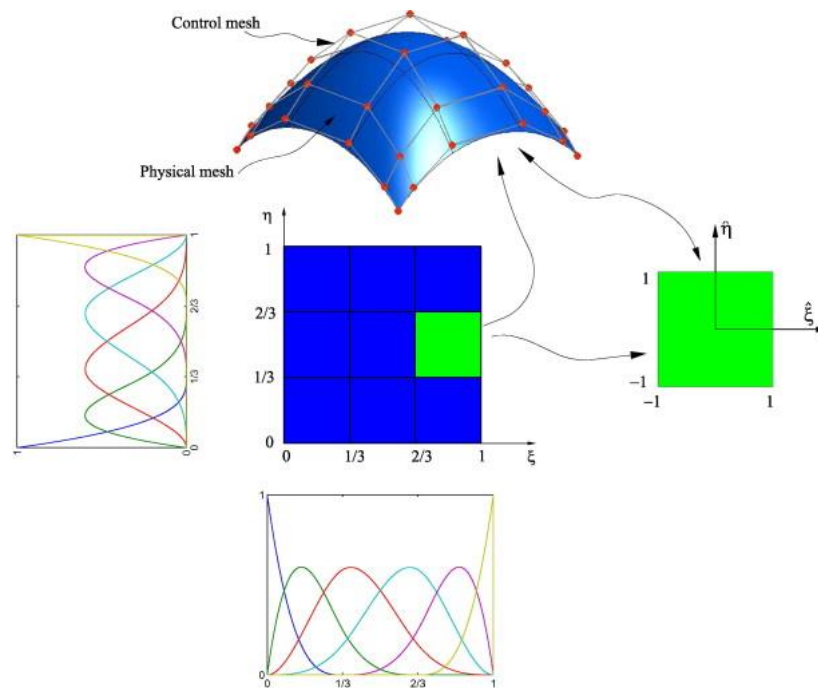 Control mesh
Physical mesh
η
1
2/3
1/3
0
0 1/3 2/3 1 ξ
1
2/3
1/3
0
1 0
η̂
1
ξ̂
−1
−1 1
1
0
0 1/3 2/3 1